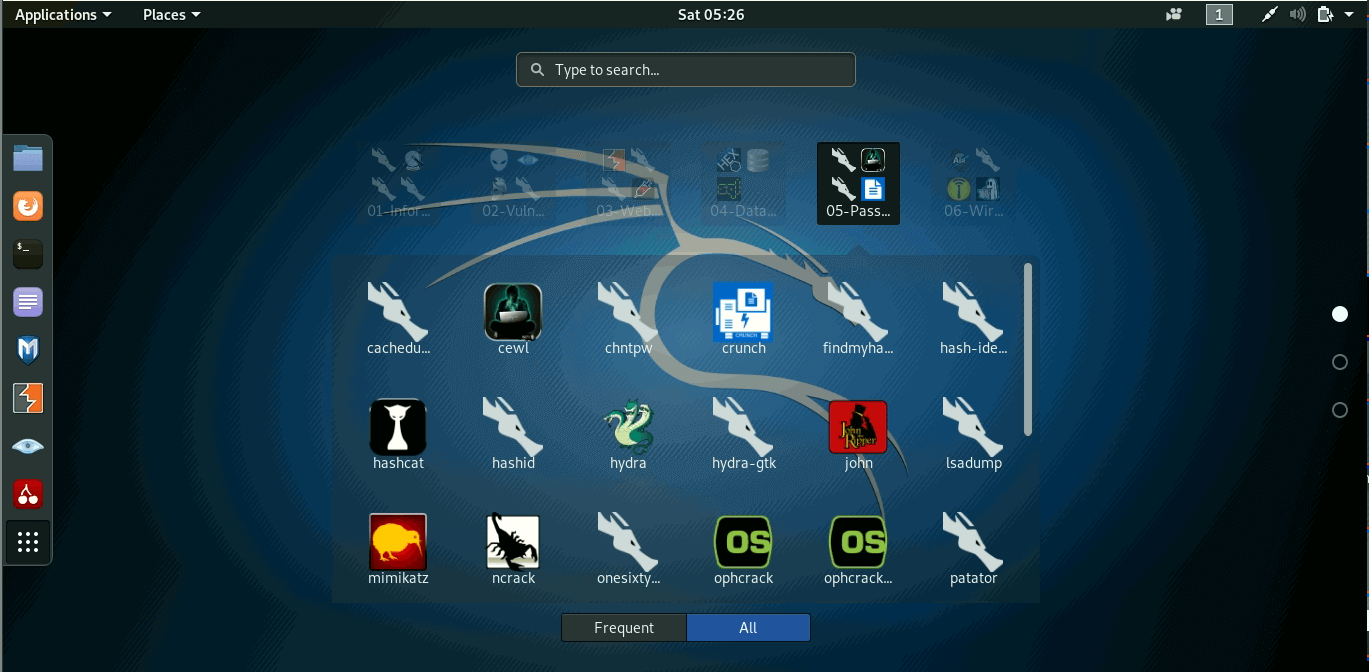 Applications Places Sat 05:26 1
Type to search...
01-Infor... 02-Vuln... 03-Web... 04-Data... 05-Pass... 06-Wir...
cachedu... cewl chntpw crunch findmyha... hash-ide...
hashcat hashid hydra hydra-gtk john lsadump
mimikatz ncrack onesixty... ophcrack ophcrack... patator
Frequent All